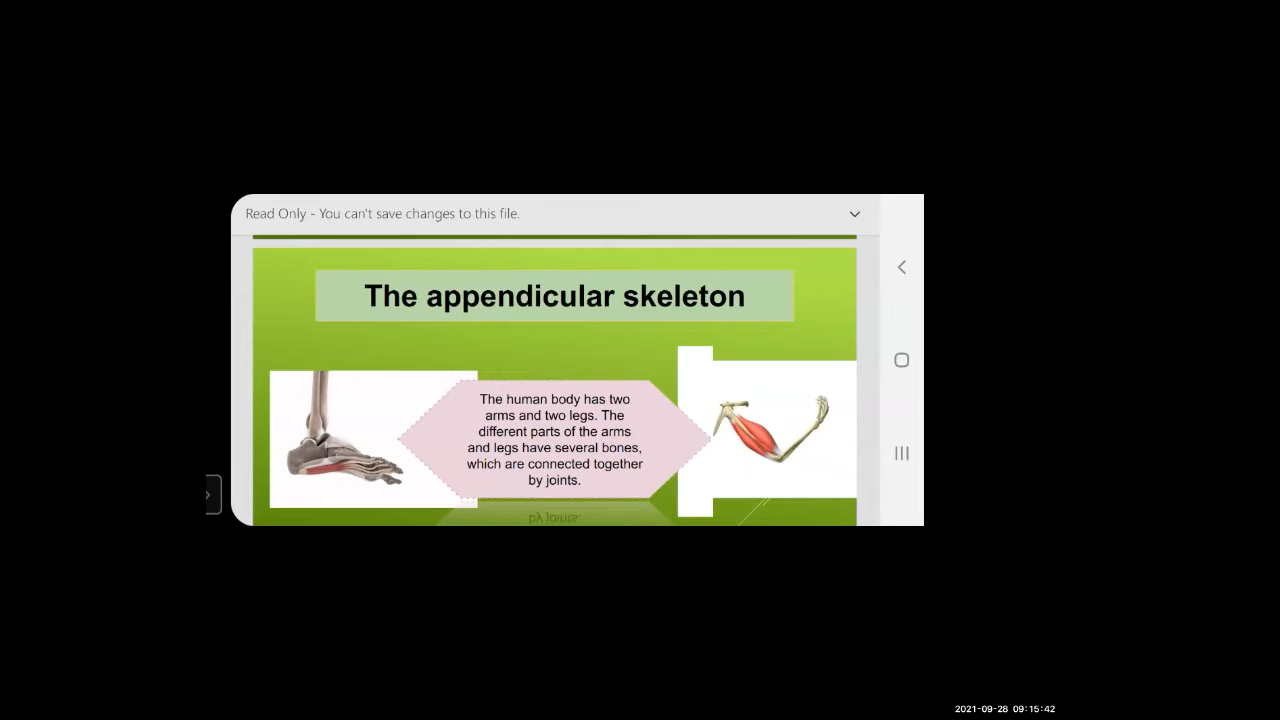 Read Only - You can't save changes to this file.
The appendicular skeleton
The human body has two
arms and two legs. The
different parts of the arms
and legs have several bones,
which are connected together
by joints.
by joints.
2021-09-28 09:15:42